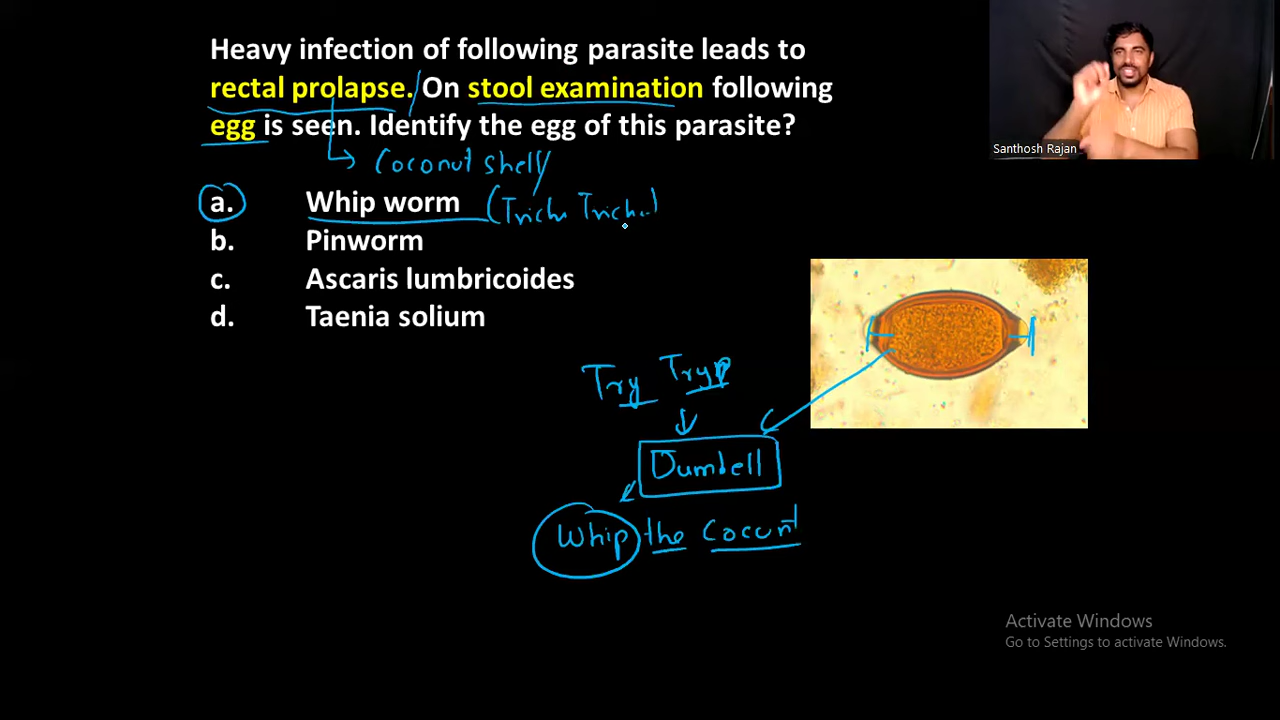 Heavy infection of following parasite leads to
rectal prolapse. On stool examination following
egg is seen. Identify the egg of this parasite?
Santhosh Rajan
Coconut shell
a. Whip worm (Trichu Trichu)
b. Pinworm
c. Ascaris lumbricoides
d. Taenia solium
Try Tryp
Dumbell
Whip the Cocunt
Activate Windows
Go to Settings to activate Windows.